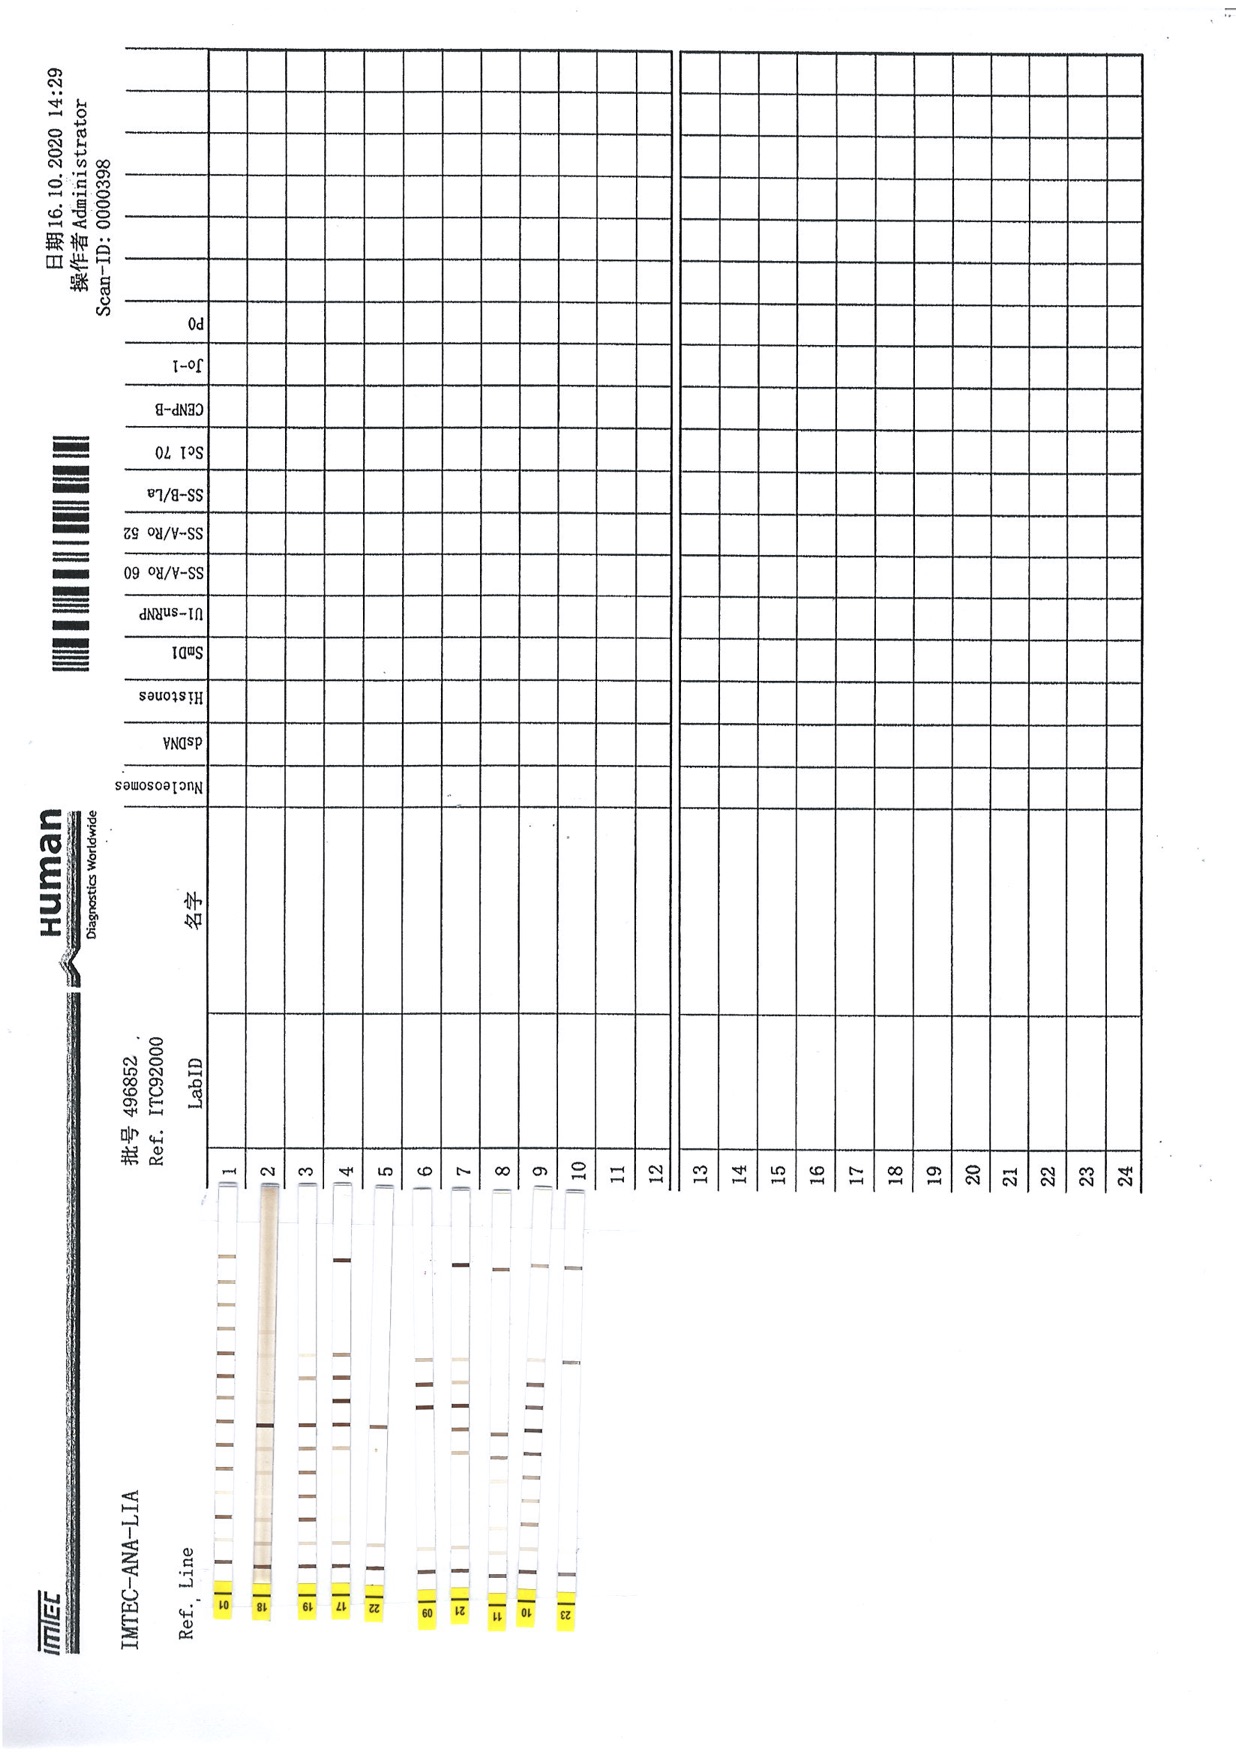 IMTEC
Human
Diagnostics Worldwide
日期16.10.2020 14:29
操作者Administrator
Scan-ID: 0000398
IMTEC-ANA-LIA
批号 496852
Ref. ITC92000
Ref. Line
LabID
名字
Nucleosomes
dsDNA
Histones
SmD1
U1-snRNP
SS-A/Ro 60
SS-A/Ro 52
SS-B/La
Scl 70
CENP-B
Jo-1
P0
01
1
18
2
19
3
17
4
22
5
09
6
21
7
11
8
10
9
23
10
11
12
13
14
15
16
17
18
19
20
21
22
23
24